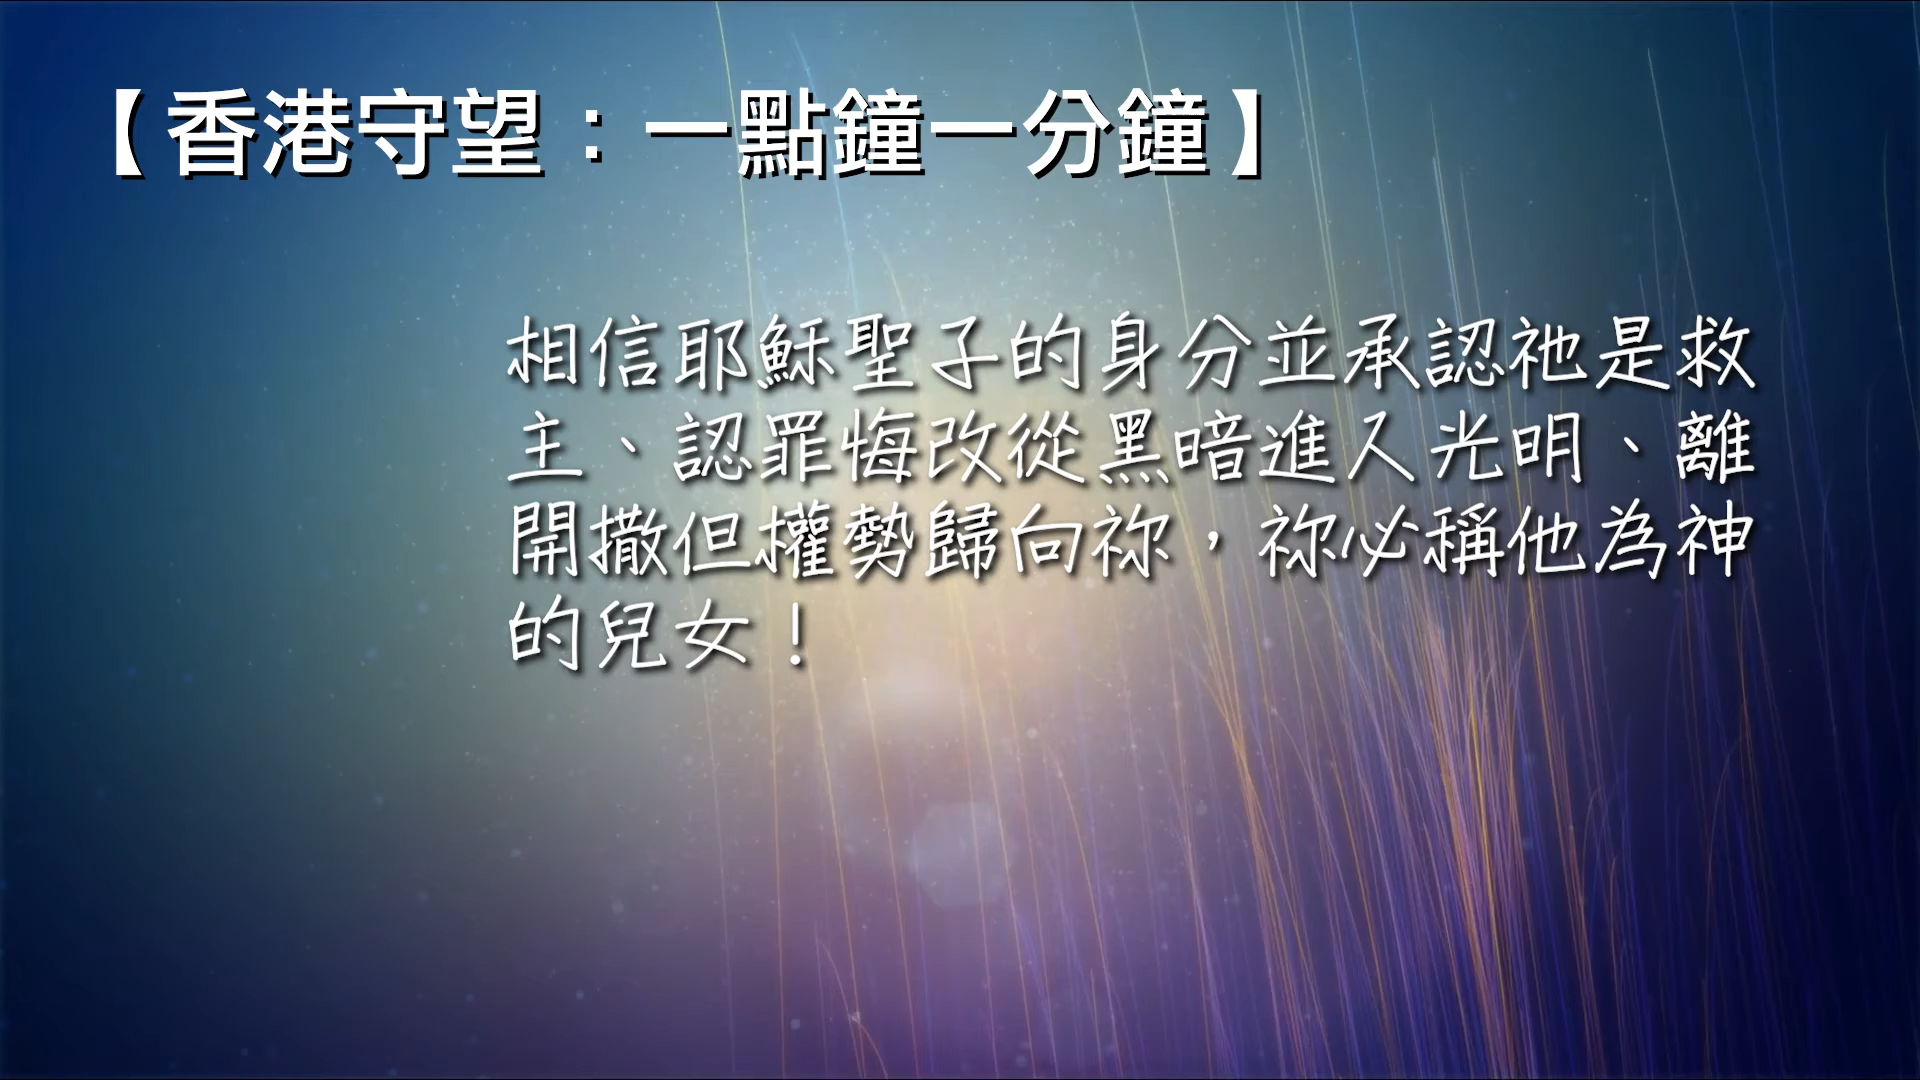 【香港守望：一點鐘一分鐘】
相信耶穌聖子的身分並承認祂是救
主、認罪悔改從黑暗進入光明、離
開撒但權勢歸向祢，祢必稱他為神
的兒女！